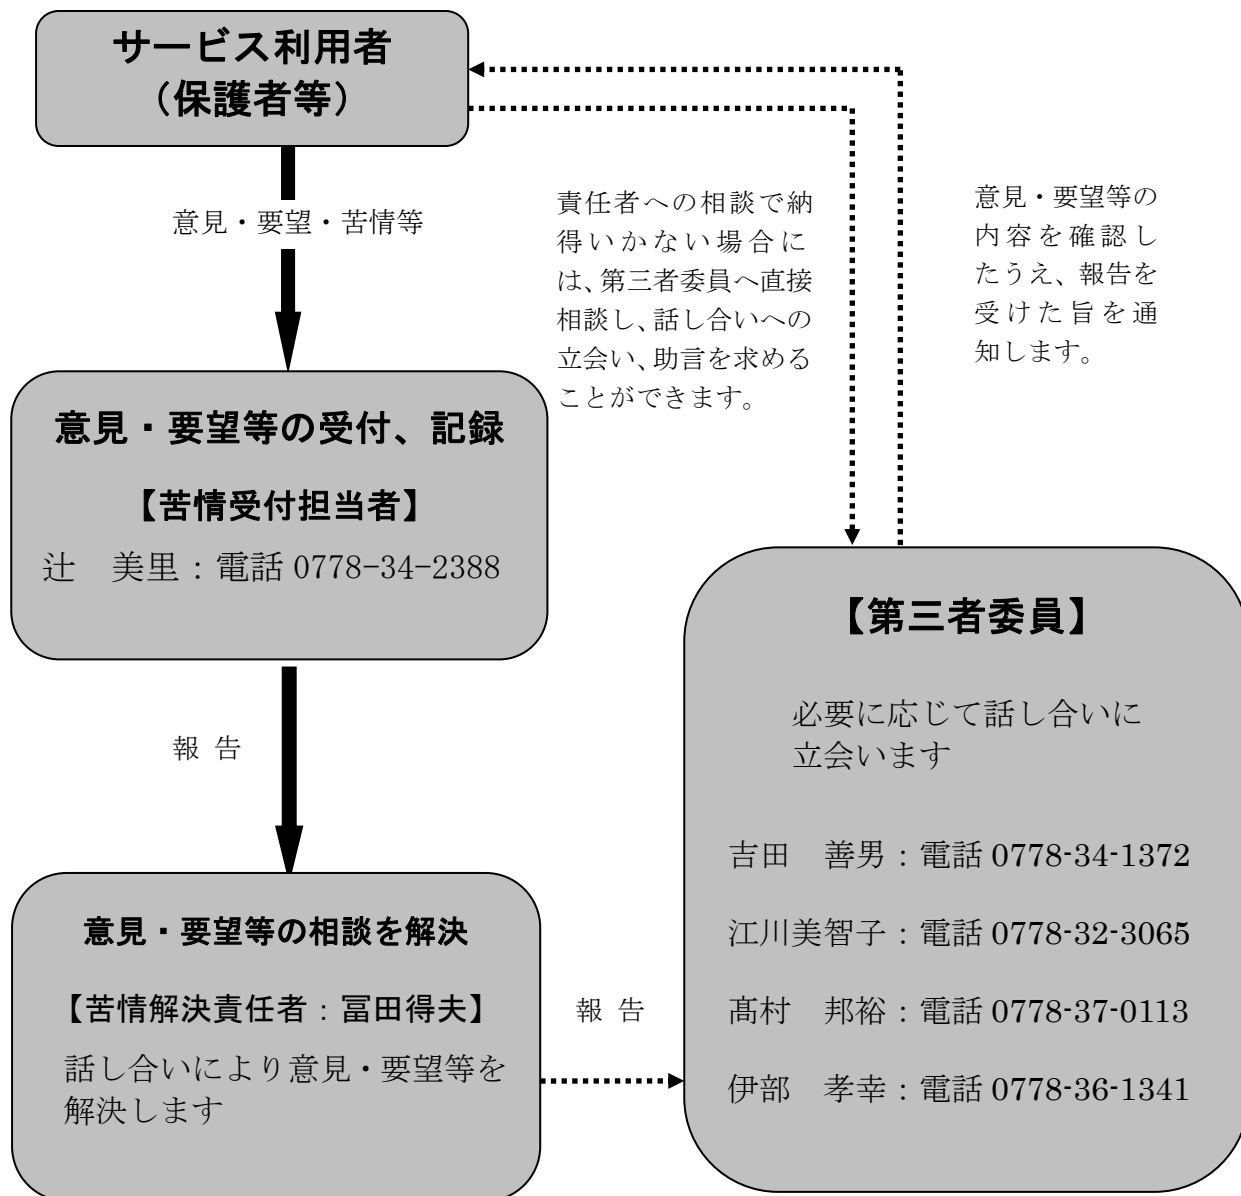 サービス利用者
（保護者等）
意見・要望・苦情等
責任者への相談で納
得いかない場合に
は、第三者委員へ直接
相談し、話し合いへの
立会い、助言を求める
ことができます。
意見・要望等の
内容を確認し
たうえ、報告を
受けた旨を通
知します。
意見・要望等の受付、記録
【苦情受付担当者】
辻　美里：電話 0778-34-2388
報 告
意見・要望等の相談を解決
【苦情解決責任者：冨田得夫】
話し合いにより意見・要望等を
解決します
報 告
【第三者委員】
必要に応じて話し合いに
立会います
吉田　善男：電話 0778-34-1372
江川美智子：電話 0778-32-3065
髙村　邦裕：電話 0778-37-0113
伊部　孝幸：電話 0778-36-1341